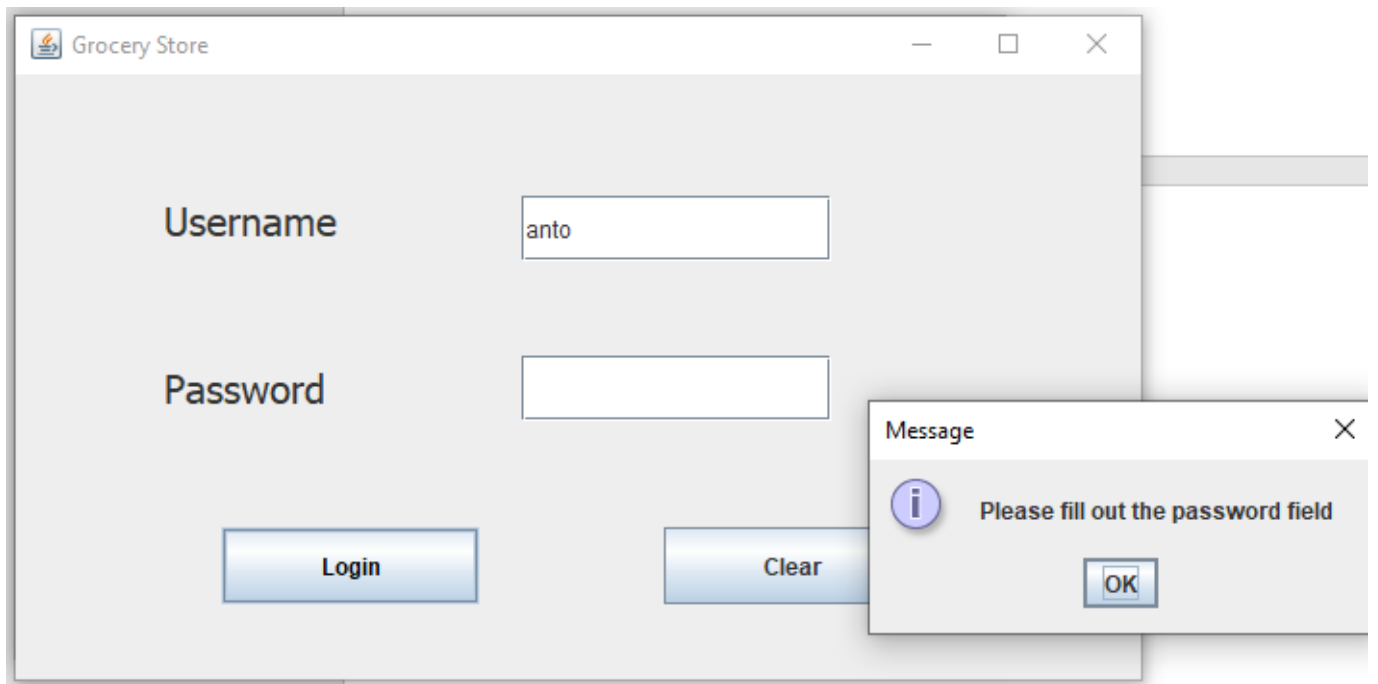 Grocery Store
Username
anto
Password
Message
i
Please fill out the password field
Login
Clear
OK